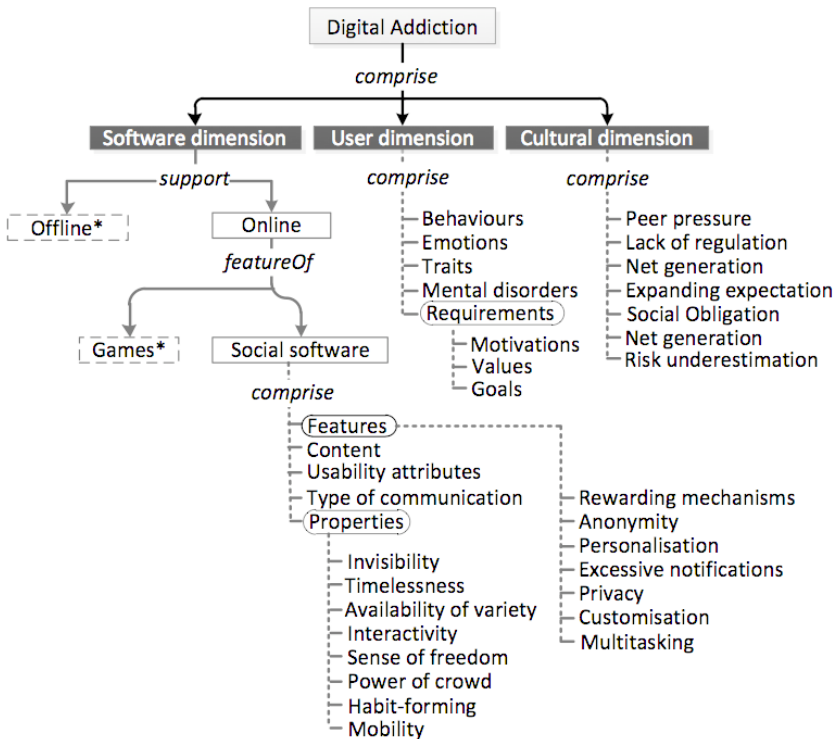 Digital Addiction
comprise
Software dimension
User dimension
Cultural dimension
support
comprise
comprise
Offline*
Online
featureOf
Games*
Social software
comprise
Features
Content
Usability attributes
Type of communication
Properties
Invisibility
Timelessness
Availability of variety
Interactivity
Sense of freedom
Power of crowd
Habit-forming
Mobility
Rewarding mechanisms
Anonymity
Personalisation
Excessive notifications
Privacy
Customisation
Multitasking
Behaviours
Emotions
Traits
Mental disorders
Requirements
Motivations
Values
Goals
Peer pressure
Lack of regulation
Net generation
Expanding expectation
Social Obligation
Net generation
Risk underestimation